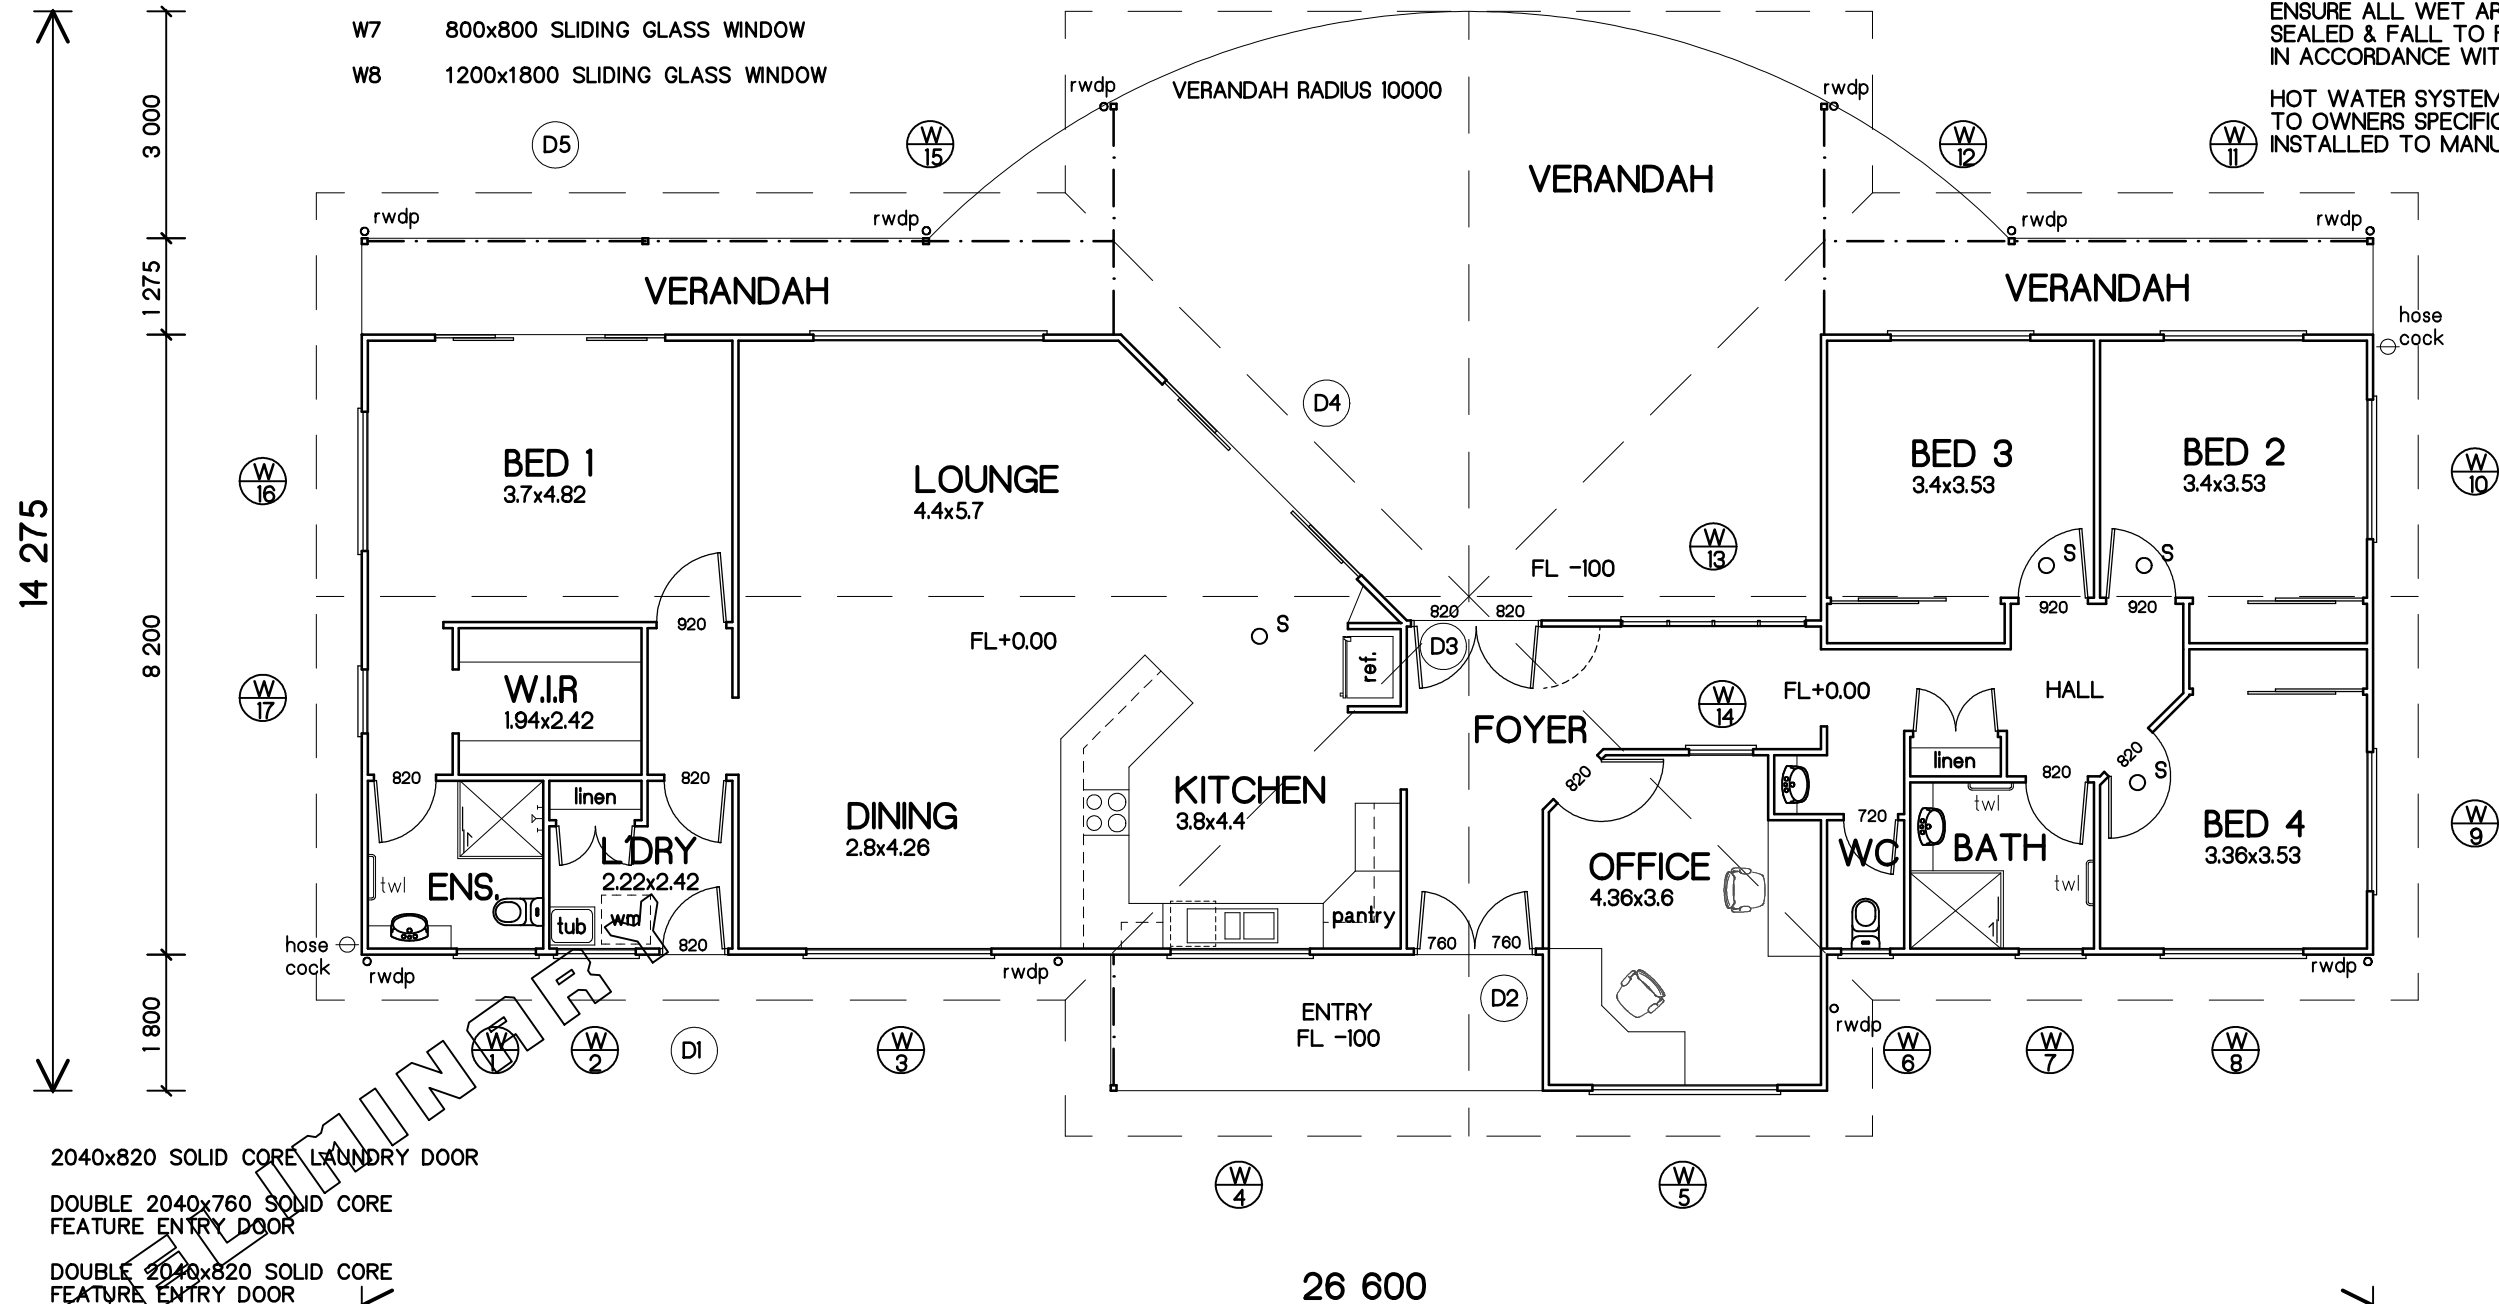 W7 800x800 SLIDING GLASS WINDOW
W8 1200x1800 SLIDING GLASS WINDOW
ENSURE ALL WET AR
SEALED & FALL TO F
IN ACCORDANCE WIT
HOT WATER SYSTEM
TO OWNERS SPECIFIC
INSTALLED TO MANU
VERANDAH RADIUS 10000
rwdp
rwdp
D5
W 15
W 12
W 11
VERANDAH
rwdp
rwdp
rwdp
rwdp
VERANDAH
VERANDAH
3 000
1 275
8 200
1 800
14 275
hose
cock
D4
BED 1
3.7x4.82
LOUNGE
4.4x5.7
BED 3
3.4x3.53
BED 2
3.4x3.53
W 16
W 10
W 13
FL -100
S
S
920
820
820
920
920
S
FL+0.00
D3
ref.
W 17
W.I.R
1.94x2.42
W 14
FL+0.00
HALL
FOYER
820
820
820
linen
820
820
S
linen
KITCHEN
3.8x4.4
DINING
2.8x4.26
twl
720
W 9
BED 4
3.36x3.53
L'DRY
2.22x2.42
OFFICE
4.36x3.6
WC
BATH
twl
twl
ENS.
tub
wm
pantry
820
760
760
hose
cock
rwdp
rwdp
rwdp
D2
ENTRY
FL -100
rwdp
W 1
W 2
D1
W 3
W 6
W 7
W 8
W 4
W 5
2040x820 SOLID CORE LAUNDRY DOOR
DOUBLE 2040x760 SOLID CORE
FEATURE ENTRY DOOR
DOUBLE 2040x820 SOLID CORE
FEATURE ENTRY DOOR
26 600